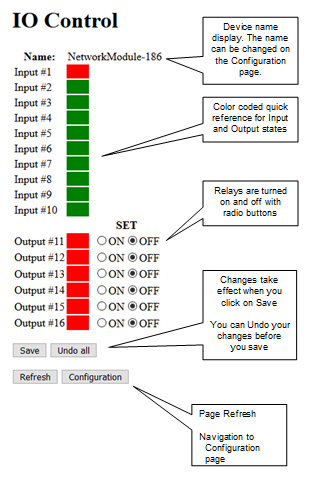 IO Control
Name: NetworkModule-186
Input #1
Input #2
Input #3
Input #4
Input #5
Input #6
Input #7
Input #8
Input #9
Input #10
SET
Output #11 ON OFF
Output #12 ON OFF
Output #13 ON OFF
Output #14 ON OFF
Output #15 ON OFF
Output #16 ON OFF
Save Undo all
Refresh Configuration
Device name
display. The name
can be changed on
the Configuration
page.
Color coded quick
reference for Input
and Output states
Relays are turned
on and off with
radio buttons
Changes take
effect when you
click on Save
You can Undo your
changes before
you save
Page Refresh
Navigation to
Configuration
page